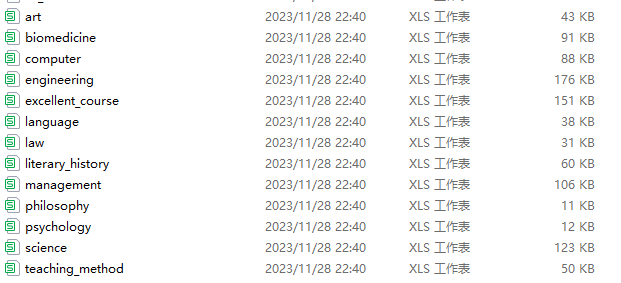 art 2023/11/28 22:40 XLS 工作表 43 KB
biomedicine 2023/11/28 22:40 XLS 工作表 91 KB
computer 2023/11/28 22:40 XLS 工作表 88 KB
engineering 2023/11/28 22:40 XLS 工作表 176 KB
excellent_course 2023/11/28 22:40 XLS 工作表 151 KB
language 2023/11/28 22:40 XLS 工作表 38 KB
law 2023/11/28 22:40 XLS 工作表 31 KB
literary_history 2023/11/28 22:40 XLS 工作表 60 KB
management 2023/11/28 22:40 XLS 工作表 106 KB
philosophy 2023/11/28 22:40 XLS 工作表 11 KB
psychology 2023/11/28 22:40 XLS 工作表 12 KB
science 2023/11/28 22:40 XLS 工作表 123 KB
teaching_method 2023/11/28 22:40 XLS 工作表 50 KB